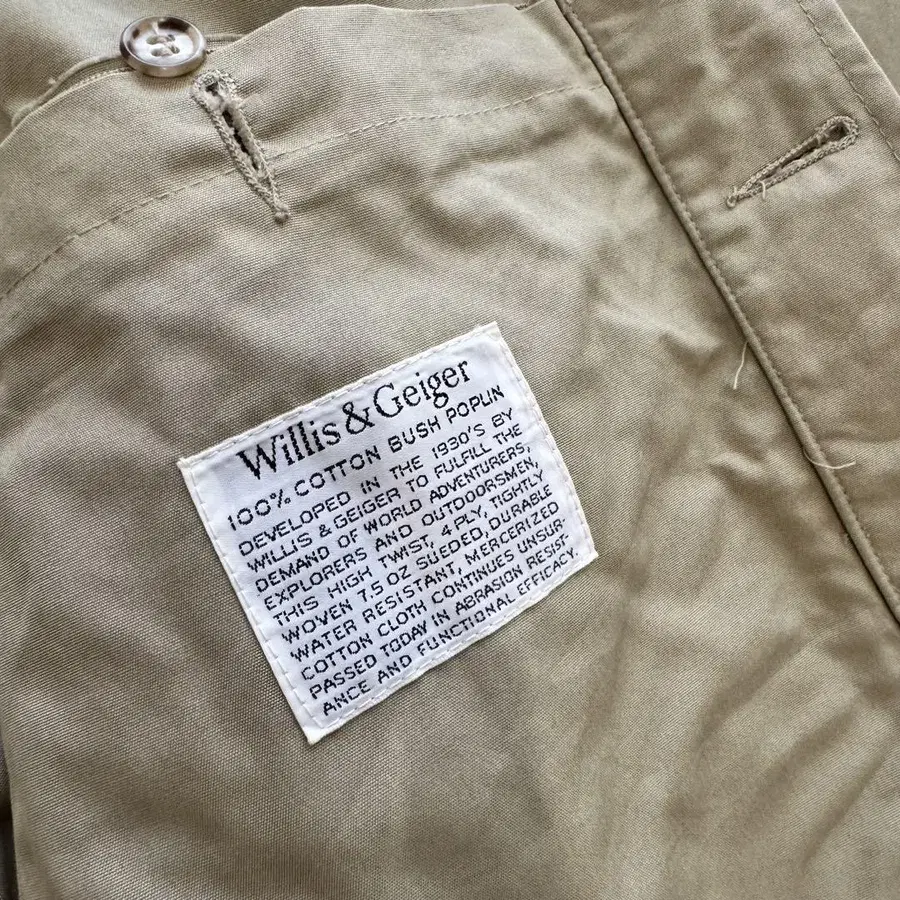 Willis & Geiger
100% COTTON BUSH POPLIN
DEVELOPED IN THE 1930'S BY
WILLIS & GEIGER TO FULFILL THE
DEMAND OF WORLD ADVENTURERS,
EXPLORERS AND OUTDOORSMEN,
THIS HIGH TWIST, 4 PLY, TIGHTLY
WOVEN 7.5 OZ SUEDED, DURABLE
WATER RESISTANT, MERCERIZED
COTTON CLOTH CONTINUES UNSUR-
PASSED TODAY IN ABRASION RESIST-
ANCE AND FUNCTIONAL EFFICACY.